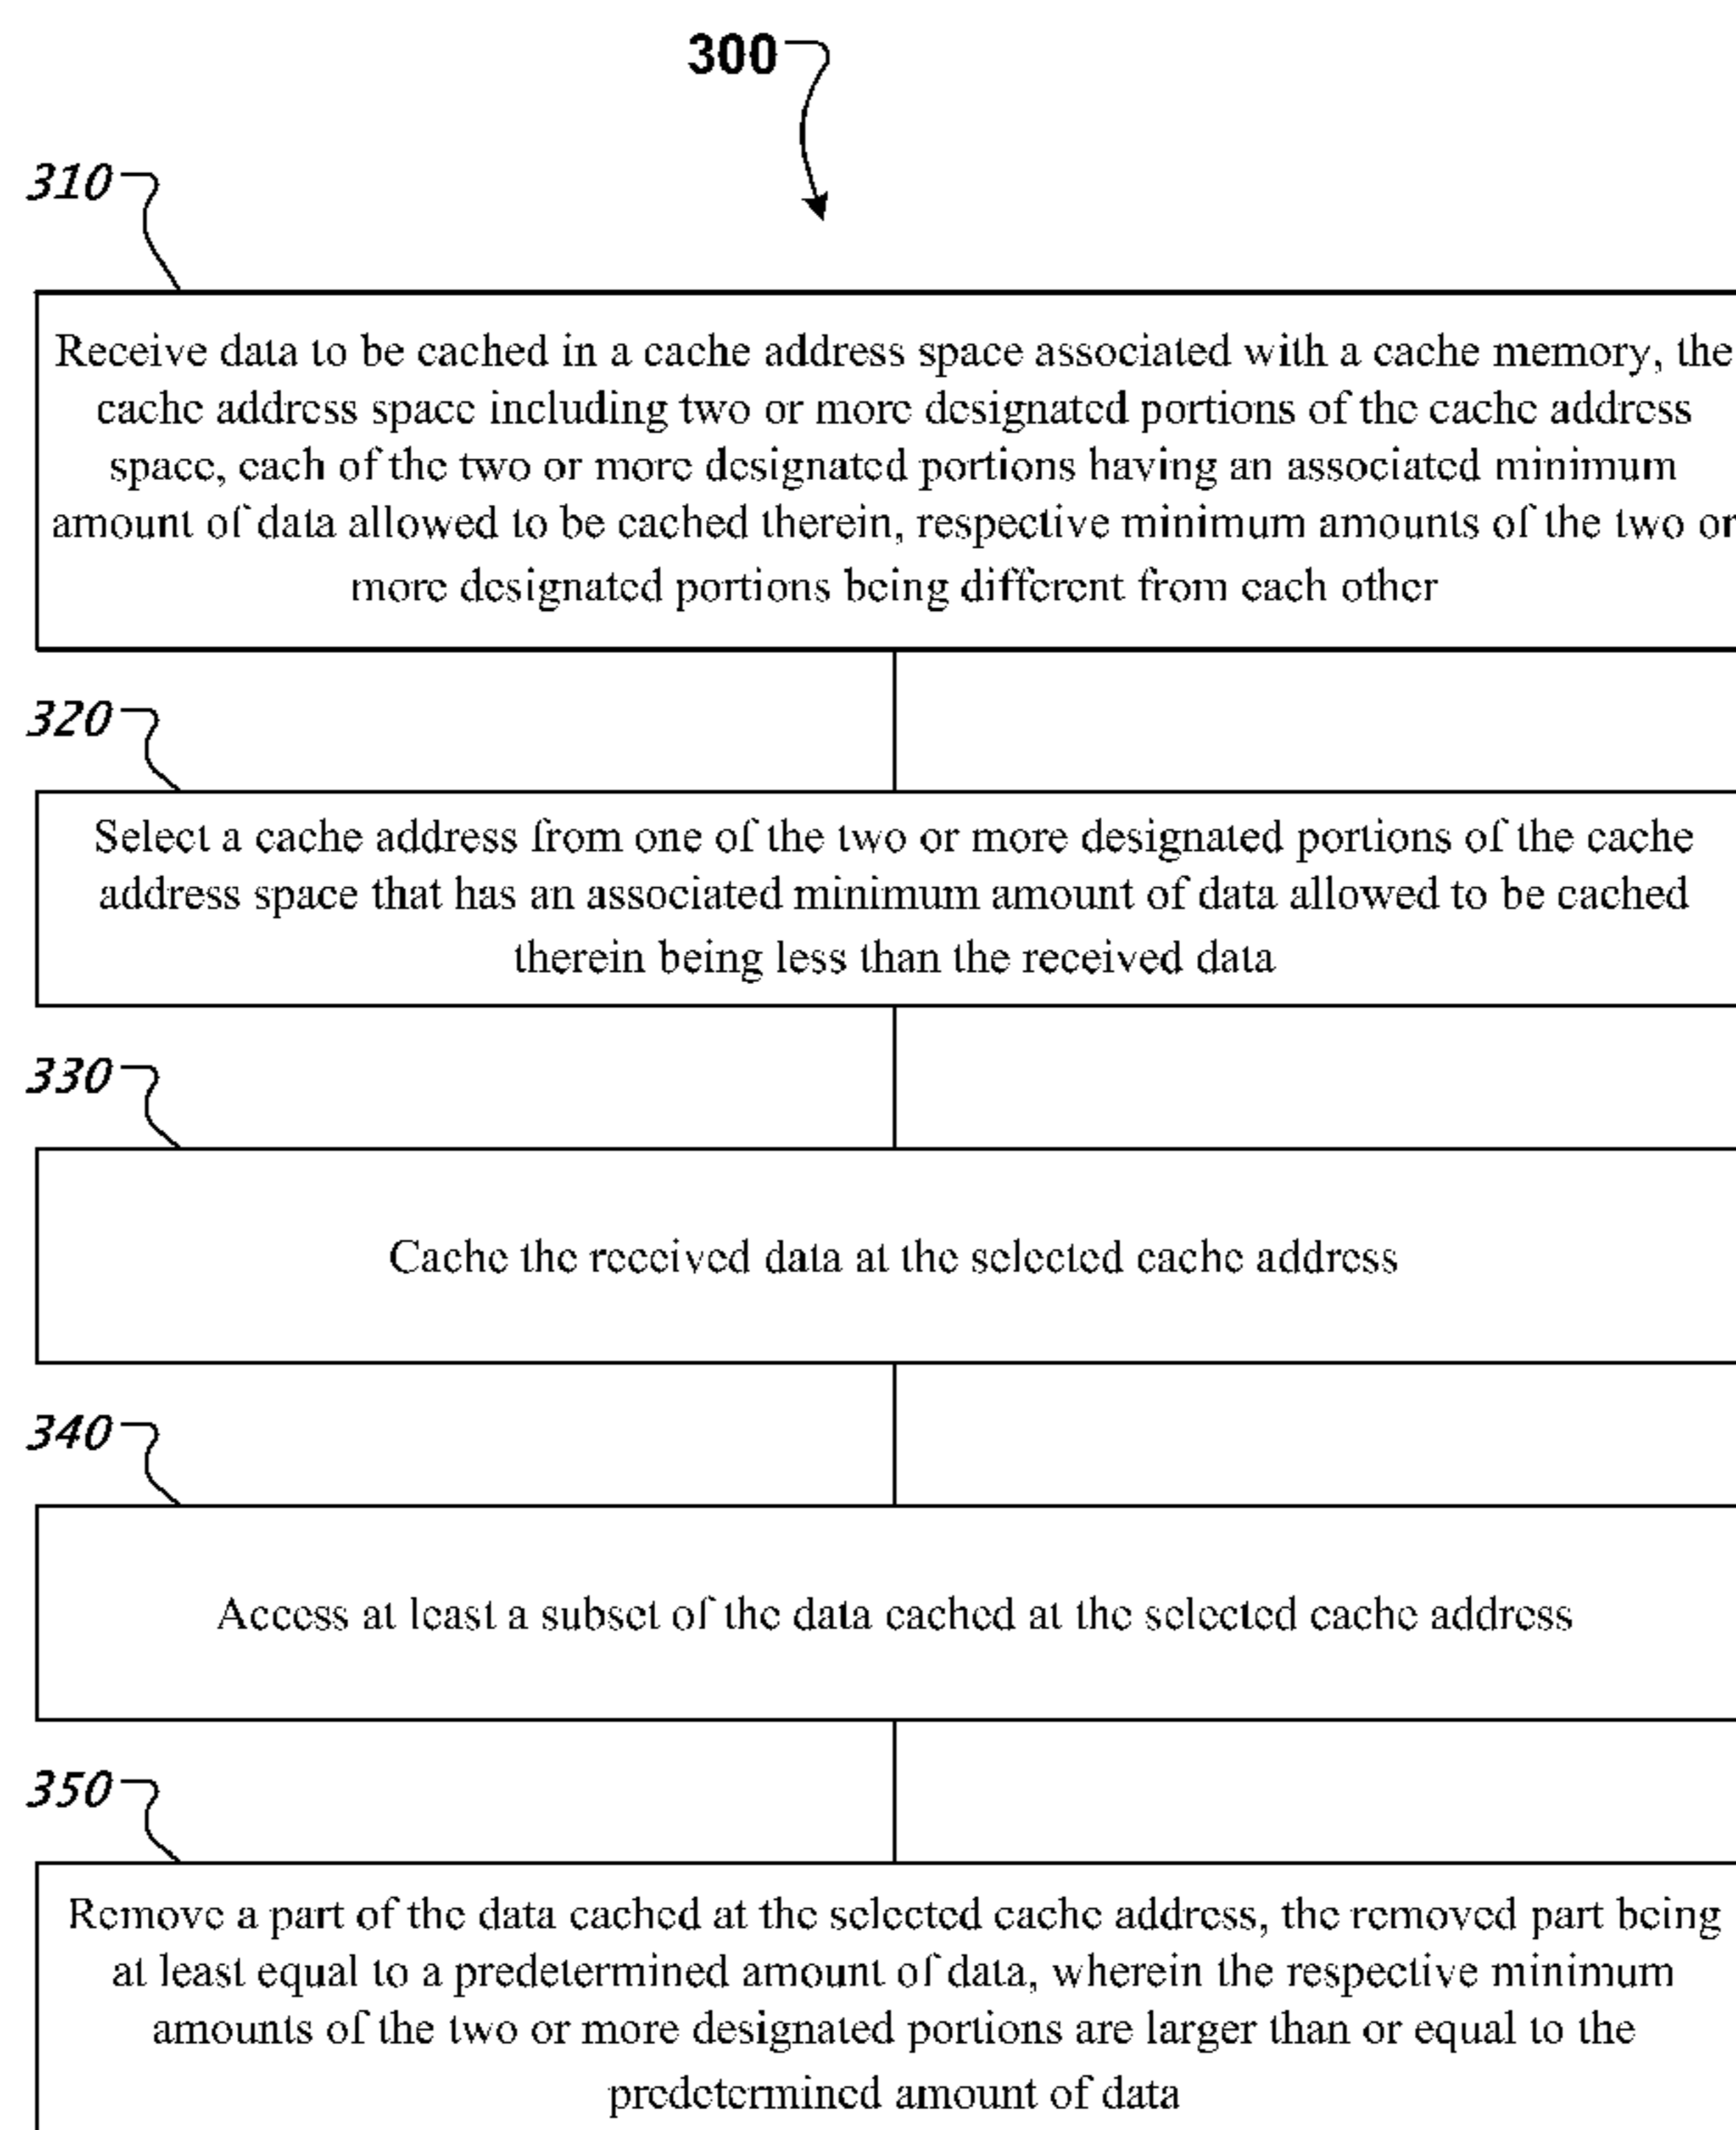 300
310
Receive data to be cached in a cache address space associated with a cache memory, the
cache address space including two or more designated portions of the cache address
space, each of the two or more designated portions having an associated minimum
amount of data allowed to be cached therein, respective minimum amounts of the two or
more designated portions being different from each other
320
Select a cache address from one of the two or more designated portions of the cache
address space that has an associated minimum amount of data allowed to be cached
therein being less than the received data
330
Cache the received data at the selected cache address
340
Access at least a subset of the data cached at the selected cache address
350
Remove a part of the data cached at the selected cache address, the removed part being
at least equal to a predetermined amount of data, wherein the respective minimum
amounts of the two or more designated portions are larger than or equal to the
predetermined amount of data